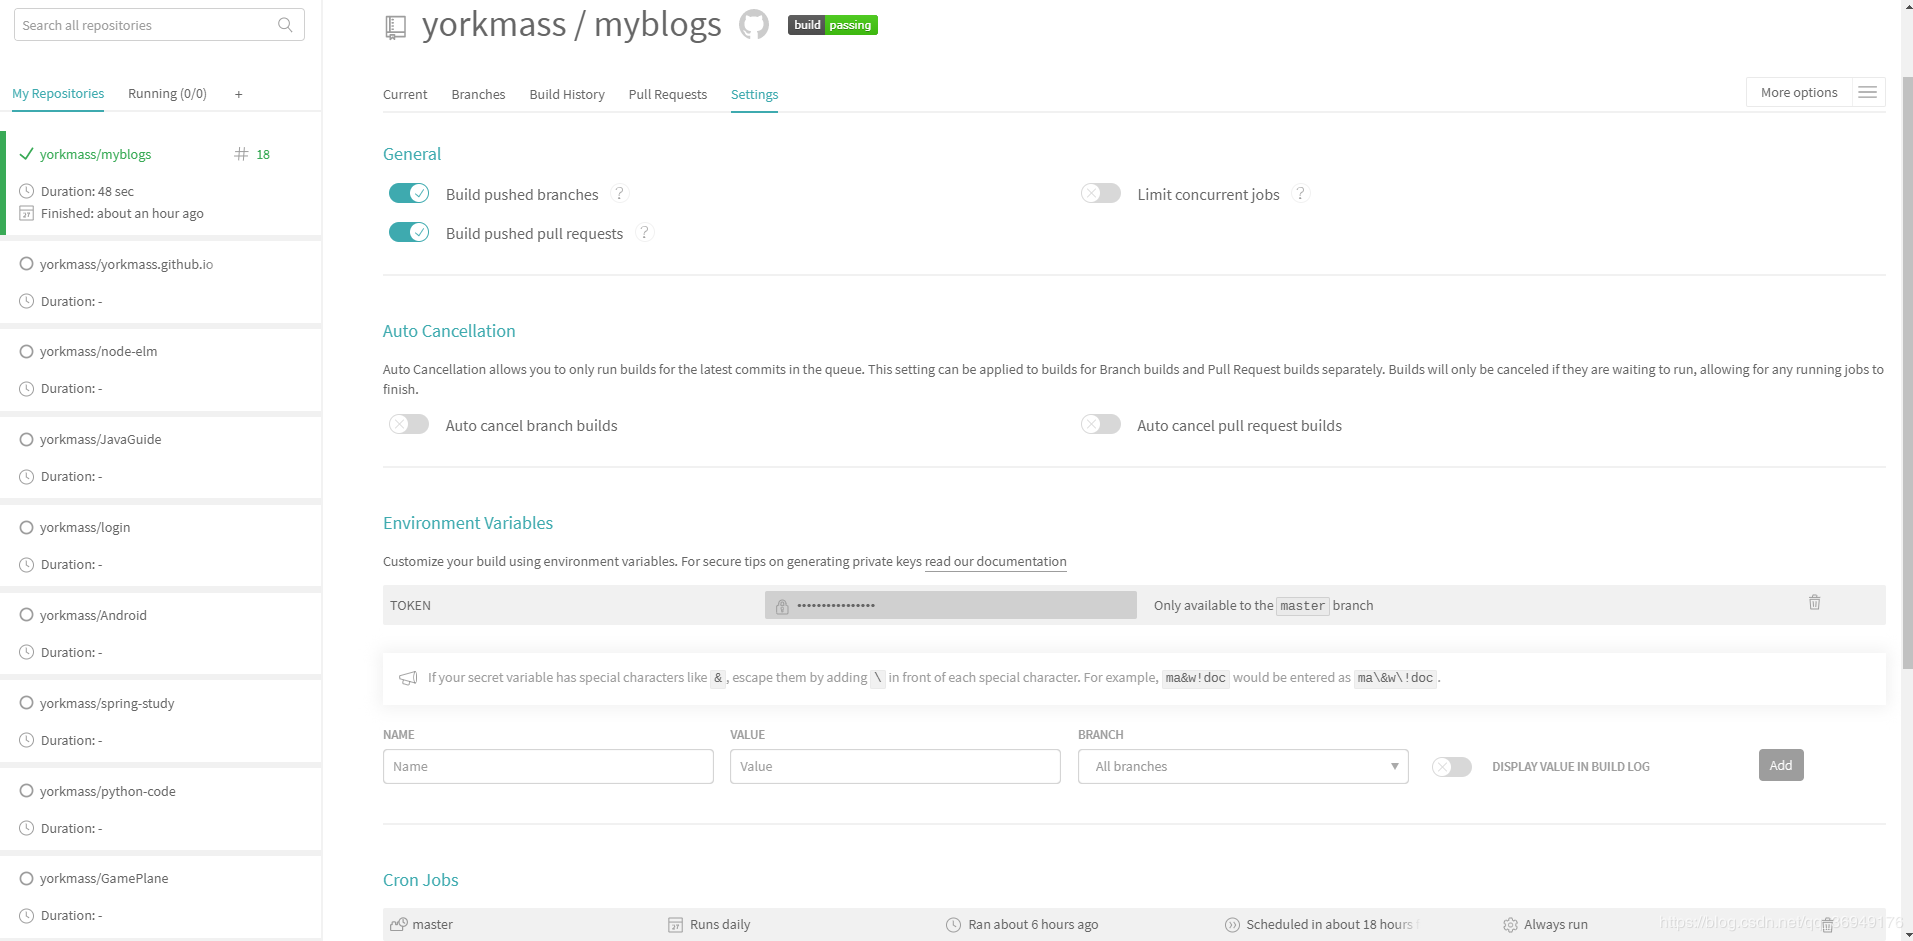 Search all repositories
My Repositories
Running (0/0)
+
yorkmass/myblogs
# 18
Duration: 48 sec
Finished: about an hour ago
yorkmass/yorkmass.github.io
Duration: -
yorkmass/node-elm
Duration: -
yorkmass/JavaGuide
Duration: -
yorkmass/login
Duration: -
yorkmass/Android
Duration: -
yorkmass/spring-study
Duration: -
yorkmass/python-code
Duration: -
yorkmass/GamePlane
Duration: -
yorkmass / myblogs
build passing
Current
Branches
Build History
Pull Requests
Settings
More options
General
Build pushed branches ?
Limit concurrent jobs ?
Build pushed pull requests ?
Auto Cancellation
Auto Cancellation allows you to only run builds for the latest commits in the queue. This setting can be applied to builds for Branch builds and Pull Request builds separately. Builds will only be canceled if they are waiting to run, allowing for any running jobs to
finish.
Auto cancel branch builds
Auto cancel pull request builds
Environment Variables
Customize your build using environment variables. For secure tips on generating private keys read our documentation
TOKEN
••••••••••••••••
Only available to the master branch
If your secret variable has special characters like &, escape them by adding \ in front of each special character. For example, ma&w!doc would be entered as ma\&w\!doc.
NAME
VALUE
BRANCH
Name
Value
All branches
DISPLAY VALUE IN BUILD LOG
Add
Cron Jobs
master
Runs daily
Ran about 6 hours ago
Scheduled in about 18 hours
Always run